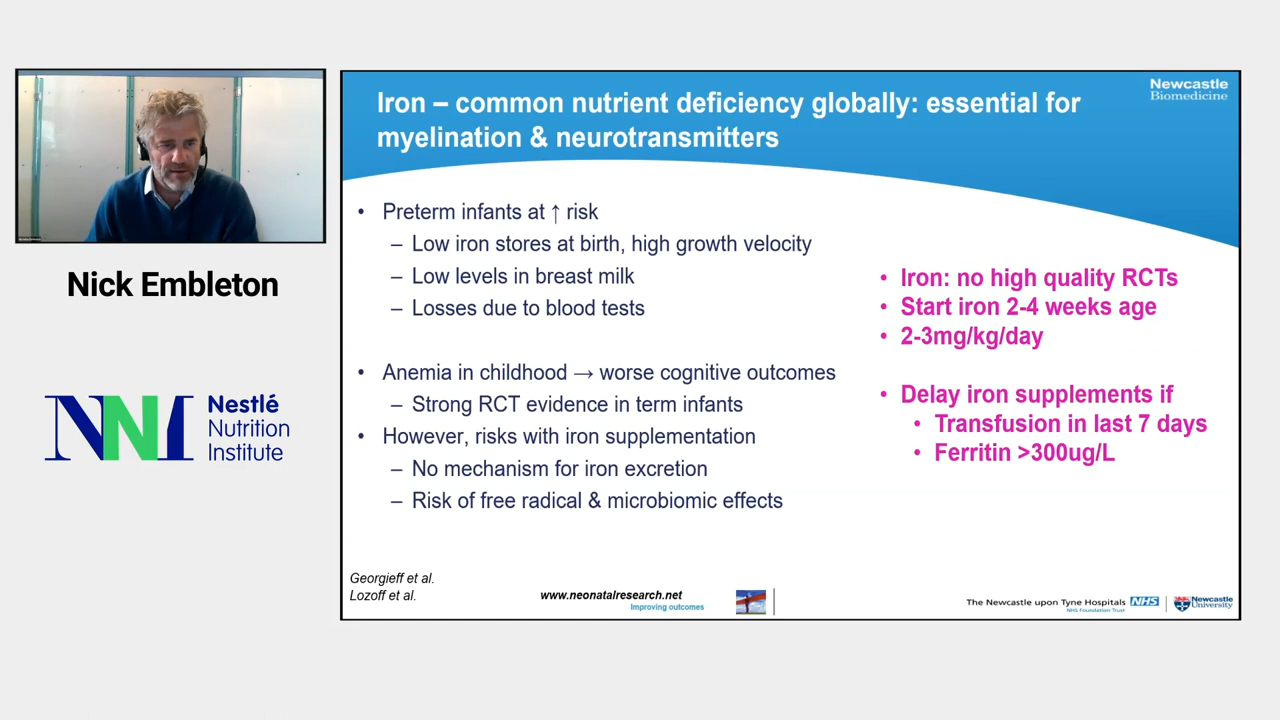 Nick Embleton
NNI
Nestlé
Nutrition
Institute
Newcastle
Biomedicine
Iron – common nutrient deficiency globally: essential for
myelination & neurotransmitters
• Preterm infants at ↑ risk
– Low iron stores at birth, high growth velocity
– Low levels in breast milk
– Losses due to blood tests
• Anemia in childhood → worse cognitive outcomes
– Strong RCT evidence in term infants
• However, risks with iron supplementation
– No mechanism for iron excretion
– Risk of free radical & microbiomic effects
• Iron: no high quality RCTs
• Start iron 2-4 weeks age
• 2-3mg/kg/day
• Delay iron supplements if
• Transfusion in last 7 days
• Ferritin >300ug/L
Georgieff et al.
Lozoff et al.
www.neonatalresearch.net
Improving outcomes
The Newcastle upon Tyne Hospitals NHS
NHS Foundation Trust
Newcastle
University